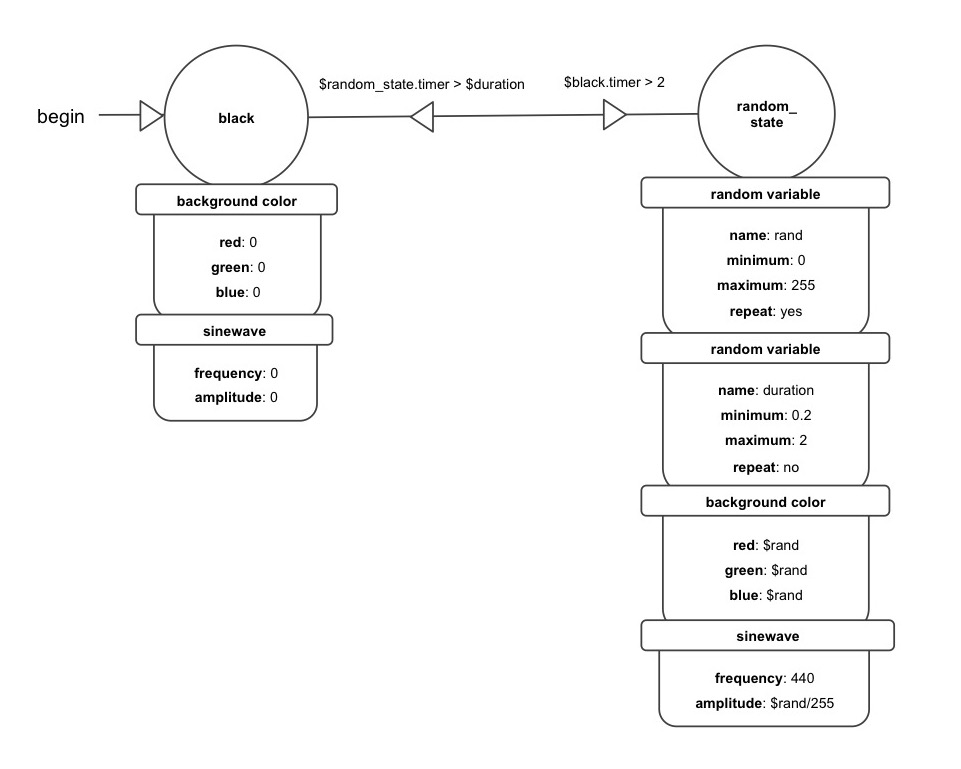 begin
black
$random_state.timer > $duration
$black.timer > 2
random_
state
background color
red: 0
green: 0
blue: 0
sinewave
frequency: 0
amplitude: 0
random variable
name: rand
minimum: 0
maximum: 255
repeat: yes
random variable
name: duration
minimum: 0.2
maximum: 2
repeat: no
background color
red: $rand
green: $rand
blue: $rand
sinewave
frequency: 440
amplitude: $rand/255